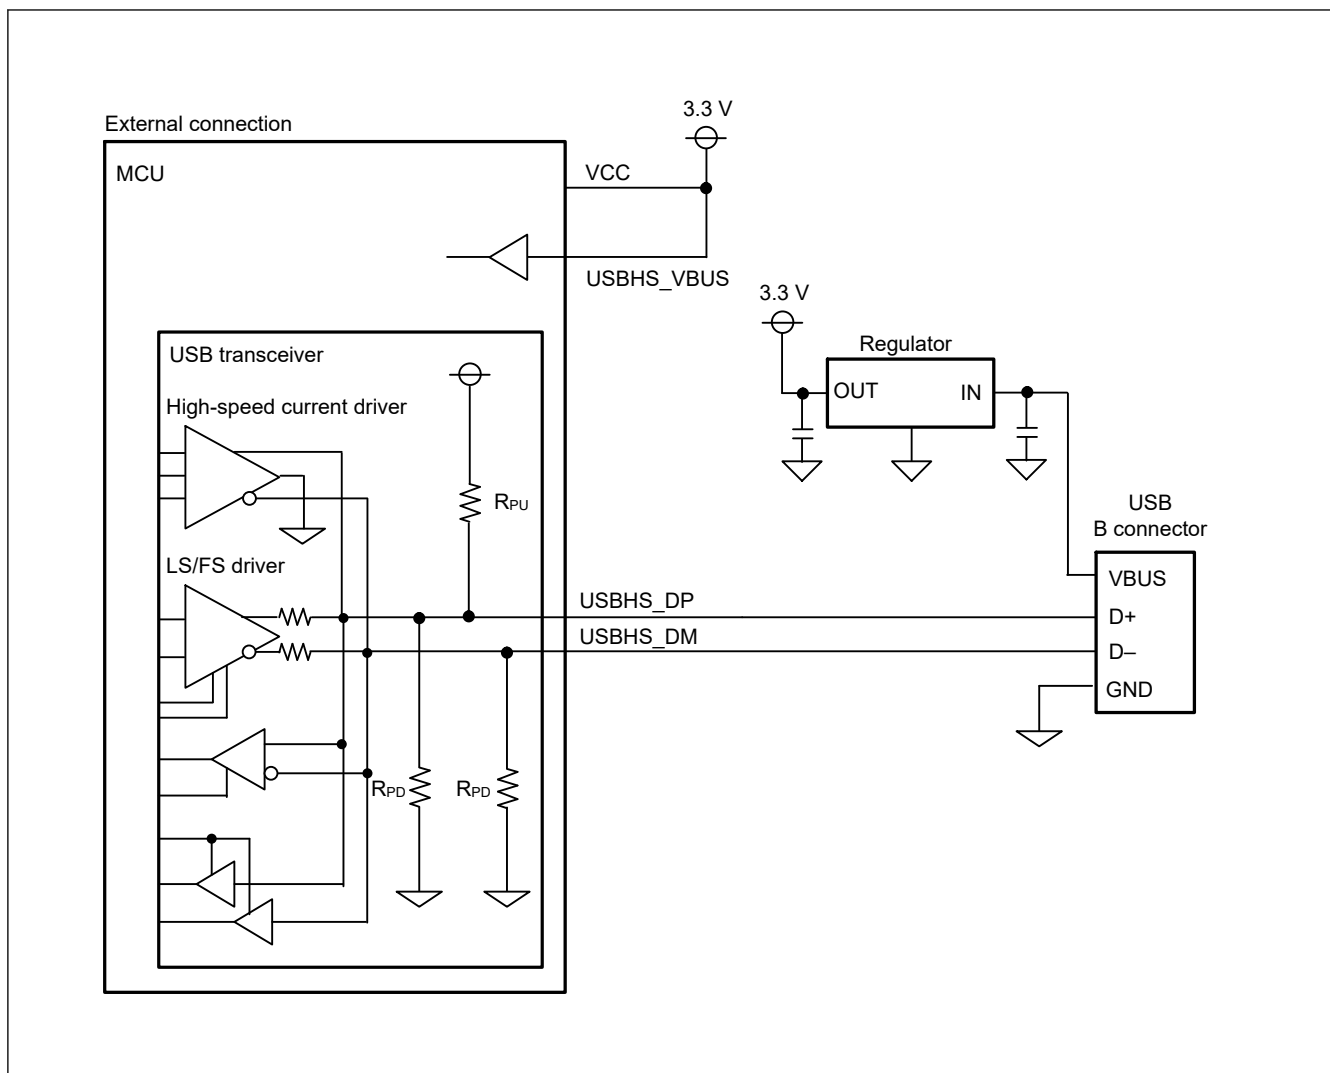 3.3 V
External connection
MCU
VCC
USBHS_VBUS
3.3 V
Regulator
OUT
IN
USB transceiver
High-speed current driver
RPU
USB
B connector
LS/FS driver
VBUS
USBHS_DP
D+
USBHS_DM
D–
GND
RPD
RPD